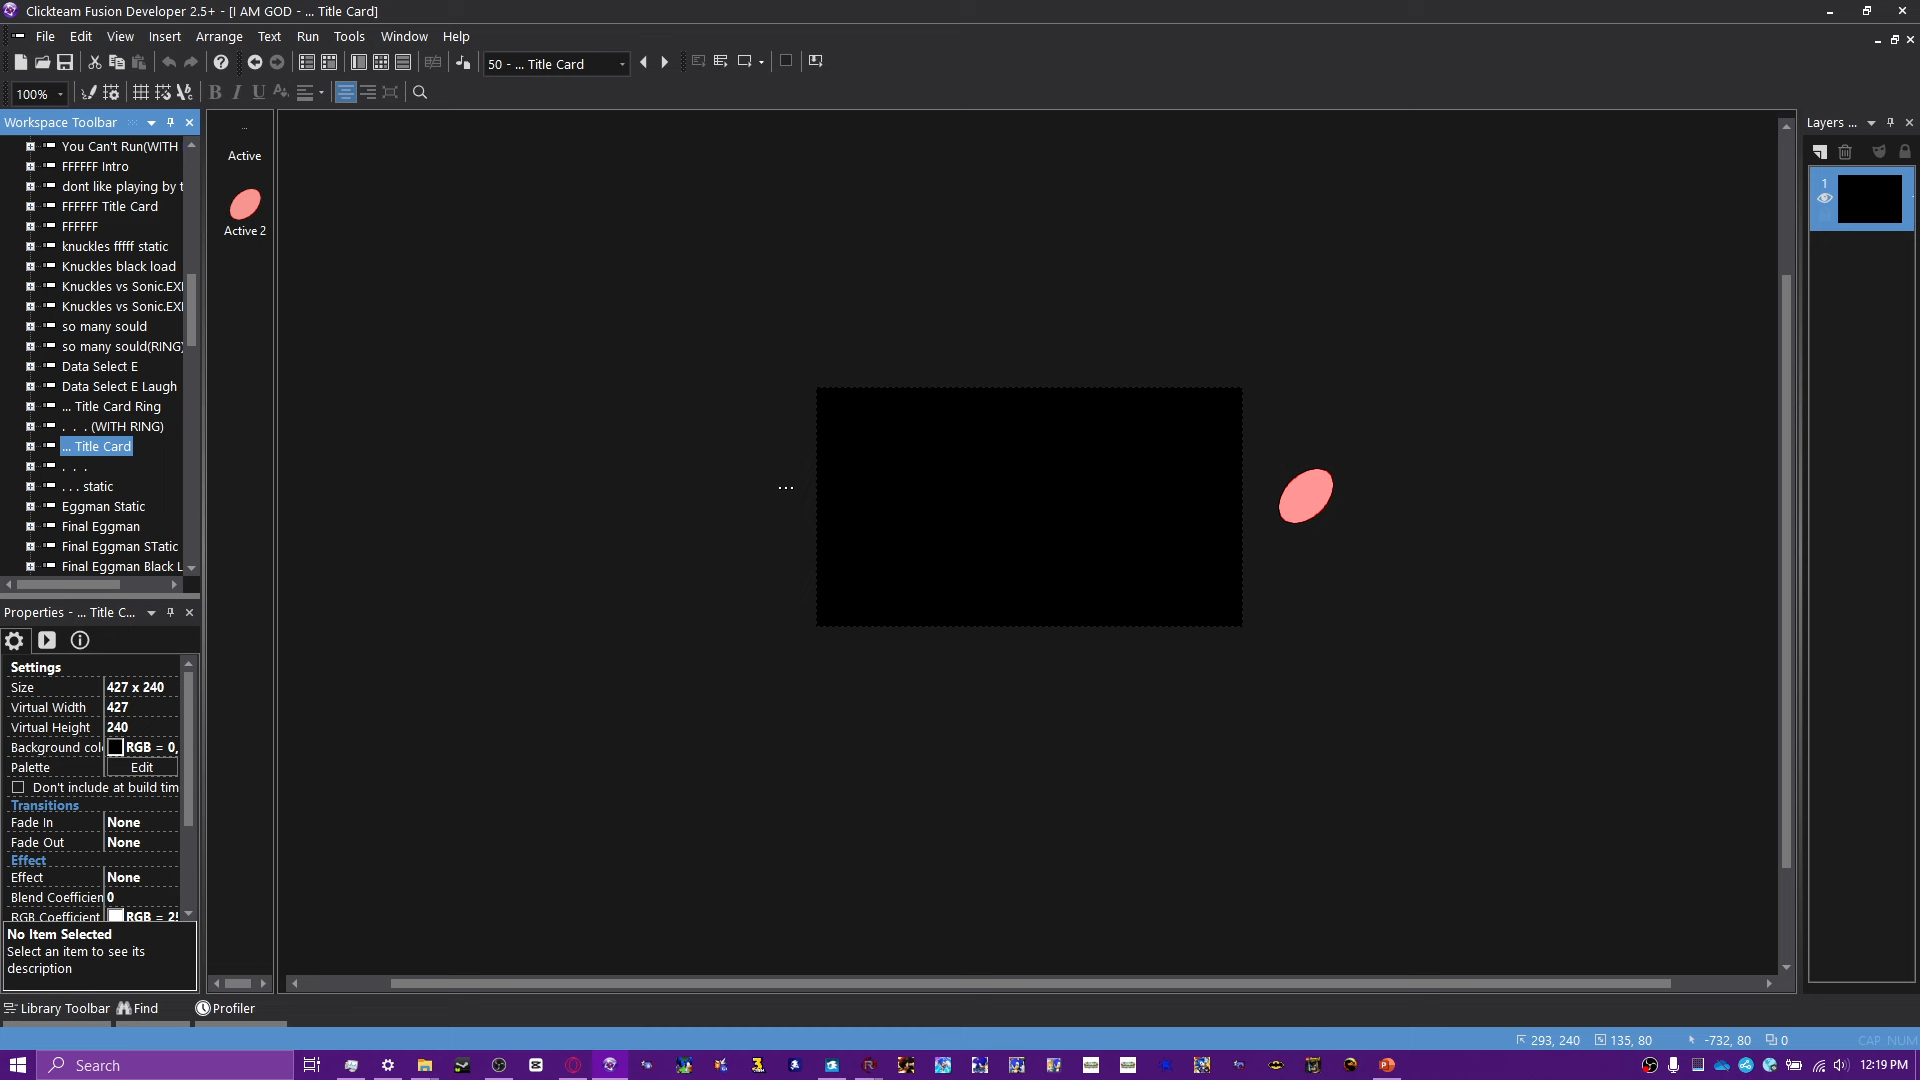 Clickteam Fusion Developer 2.5+ - [I AM GOD - ... Title Card]
File Edit View Insert Arrange Text Run Tools Window Help
50 - ... Title Card
100%
Workspace Toolbar
You Can't Run(WITH
FFFFFF Intro
dont like playing by t
FFFFFF Title Card
FFFFFF
knuckles fffff static
Knuckles black load
Knuckles vs Sonic.EXI
Knuckles vs Sonic.EXI
so many sould
so many sould(RING)
Data Select E
Data Select E Laugh
... Title Card Ring
. . . (WITH RING)
... Title Card
. . .
. . . static
Eggman Static
Final Eggman
Final Eggman STatic
Final Eggman Black L
Properties - ... Title C...
Settings
Size 427 x 240
Virtual Width 427
Virtual Height 240
Background col RGB = 0,
Palette Edit
Don't include at build tim
Transitions
Fade In None
Fade Out None
Effect
Effect None
Blend Coefficien 0
RGB Coefficient RGB = 2!
No Item Selected
Select an item to see its
description
Library Toolbar Find Profiler
...
Active
Active 2
...
Layers ...
1
293, 240 135, 80 -732, 80 0 CAP NUM
Search
12:19 PM